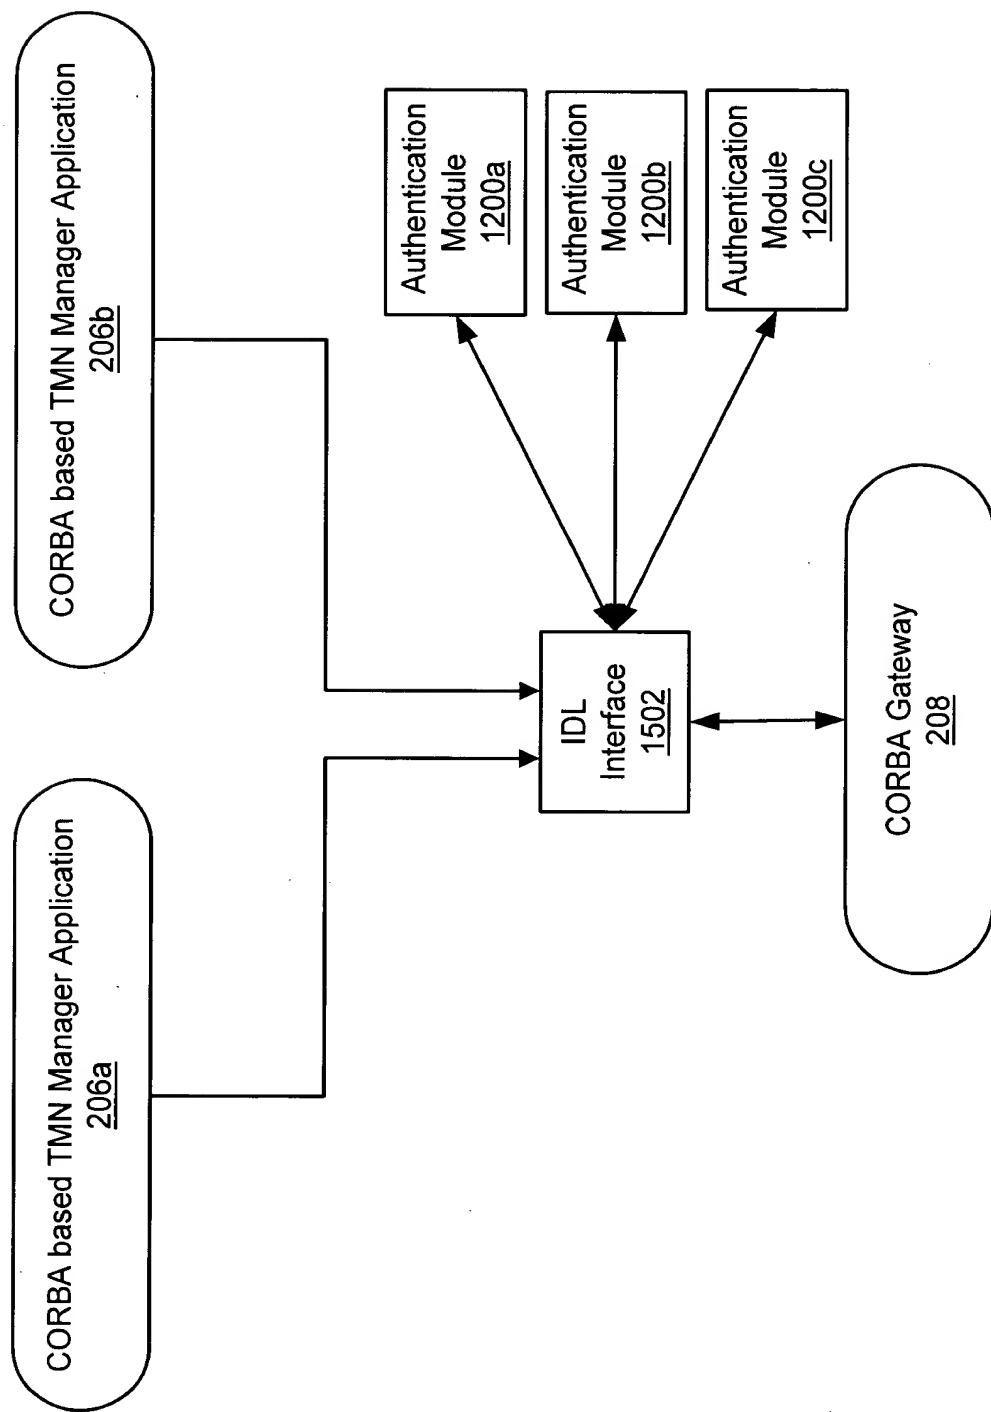 CORBA based TMN Manager Application
206a
CORBA based TMN Manager Application
206b
IDL
Interface
1502
Authentication
Module
1200a
Authentication
Module
1200b
Authentication
Module
1200c
CORBA Gateway
208